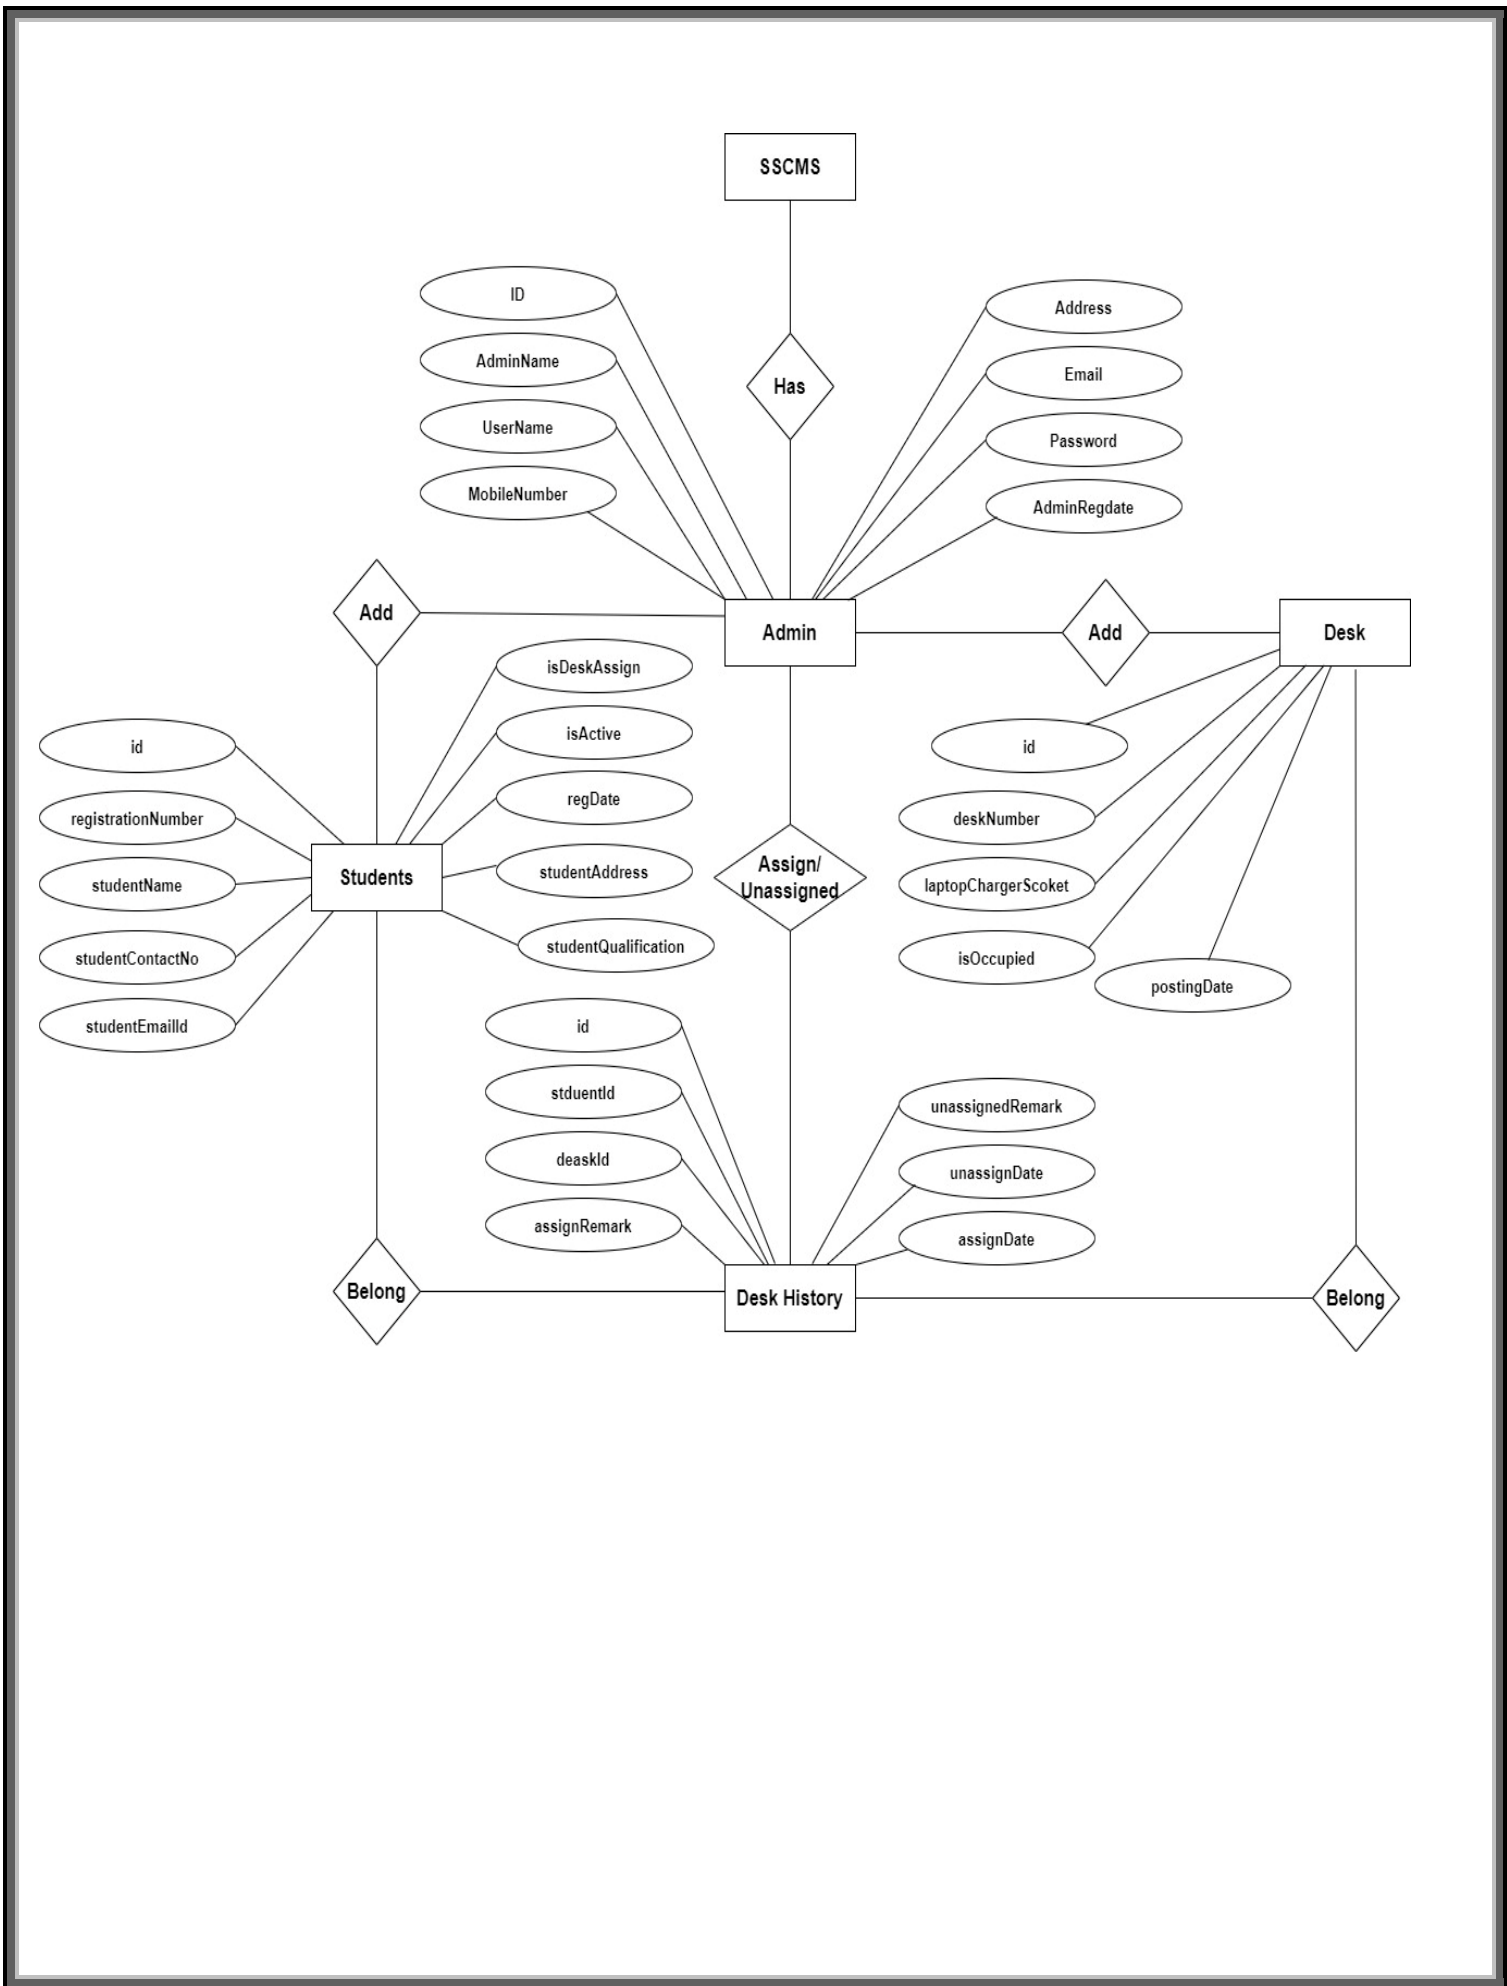 SSCMS
ID
Address
AdminName
Email
Has
UserName
Password
MobileNumber
AdminRegdate
Add
Admin
Add
Desk
isDeskAssign
id
isActive
id
regDate
registrationNumber
deskNumber
Students
studentAddress
Assign/
Unassigned
studentName
laptopChargerScoket
studentQualification
studentContactNo
isOccupied
postingDate
studentEmailId
id
stduentId
unassignedRemark
deaskId
unassignDate
assignRemark
assignDate
Belong
Desk History
Belong